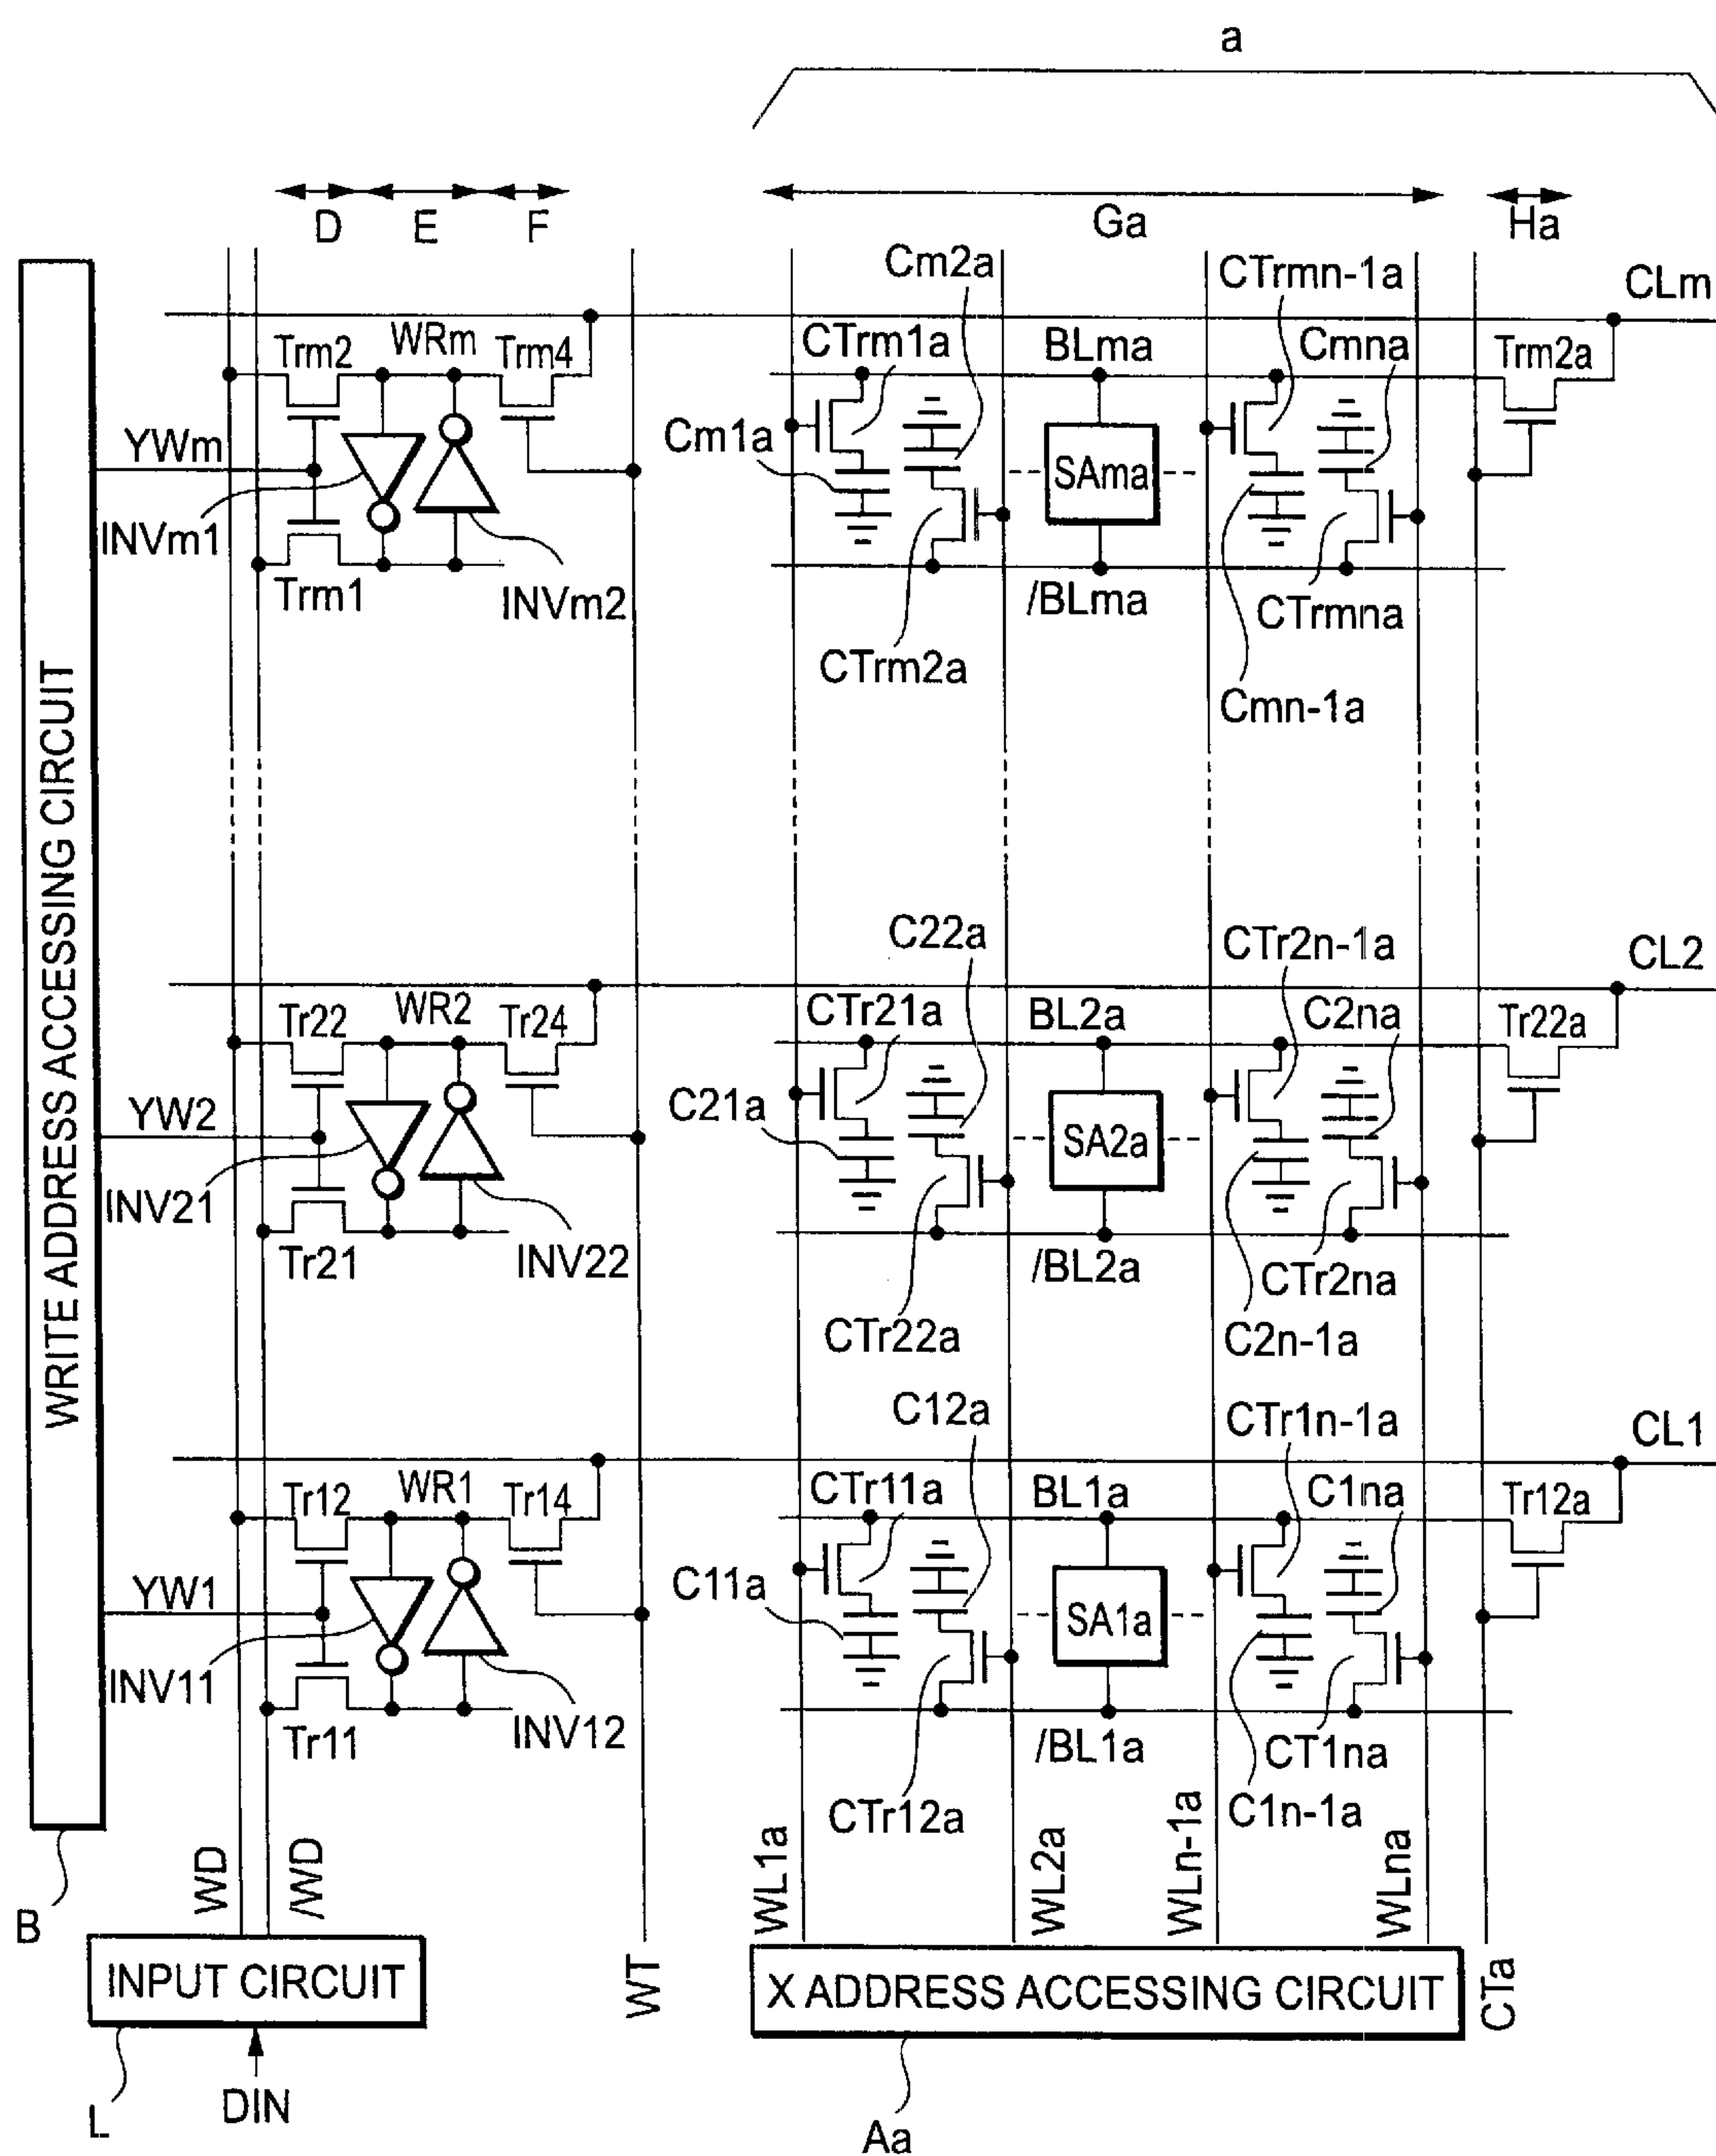 a
D E F Ga Ha
Cm2a CTrmn-1a CLm
Trm2 WRm Trm4 CTrm1a BLma Cmna Trm2a
YWm Cm1a SAma
INVm1
Trm1 INVm2 /BLma CTrmna
CTrm2a
Cmn-1a
WRITE ADDRESS ACCESSING CIRCUIT
C22a CTr2n-1a CL2
Tr22 WR2 Tr24 CTr21a BL2a C2na Tr22a
YW2 C21a SA2a
INV21
Tr21 INV22 /BL2a CTr2na
CTr22a C2n-1a
C12a CTr1n-1a CL1
Tr12 WR1 Tr14 CTr11a BL1a C1na Tr12a
YW1 C11a SA1a
INV11
Tr11 INV12 /BL1a CT1na
CTr12a C1n-1a
B WD /WD WT WL1a WL2a WLn-1a WLna CTa
INPUT CIRCUIT X ADDRESS ACCESSING CIRCUIT
L DIN Aa